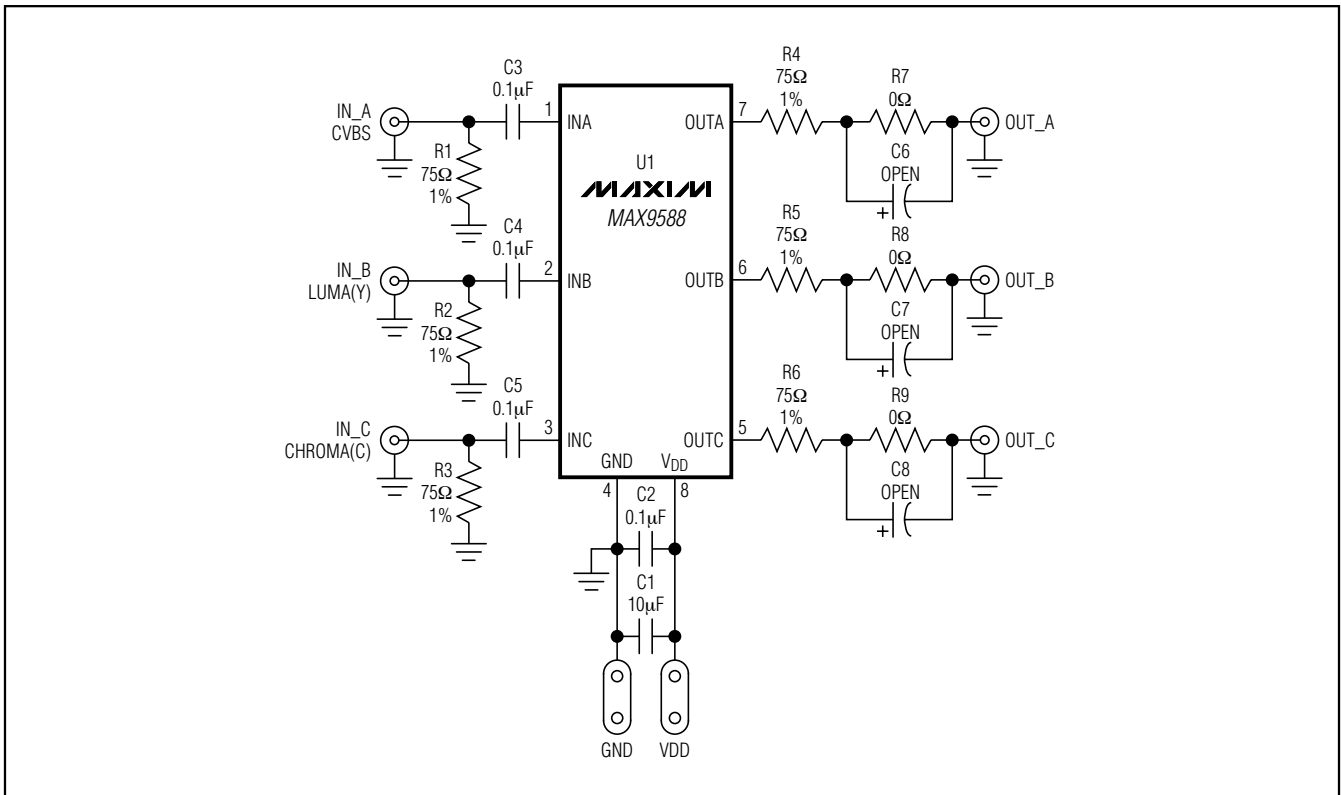 IN_A
CVBS
C3
0.1µF
R1
75Ω
1%
1
INA
OUTA
7
R4
75Ω
1%
R7
0Ω
C6
OPEN
+
OUT_A
U1
MAXIM
MAX9588
IN_B
LUMA(Y)
C4
0.1µF
R2
75Ω
1%
2
INB
OUTB
6
R5
75Ω
1%
R8
0Ω
C7
OPEN
+
OUT_B
IN_C
CHROMA(C)
C5
0.1µF
R3
75Ω
1%
3
INC
OUTC
5
R6
75Ω
1%
R9
0Ω
C8
OPEN
+
OUT_C
GND
VDD
4
8
C2
0.1µF
C1
10µF
GND
VDD